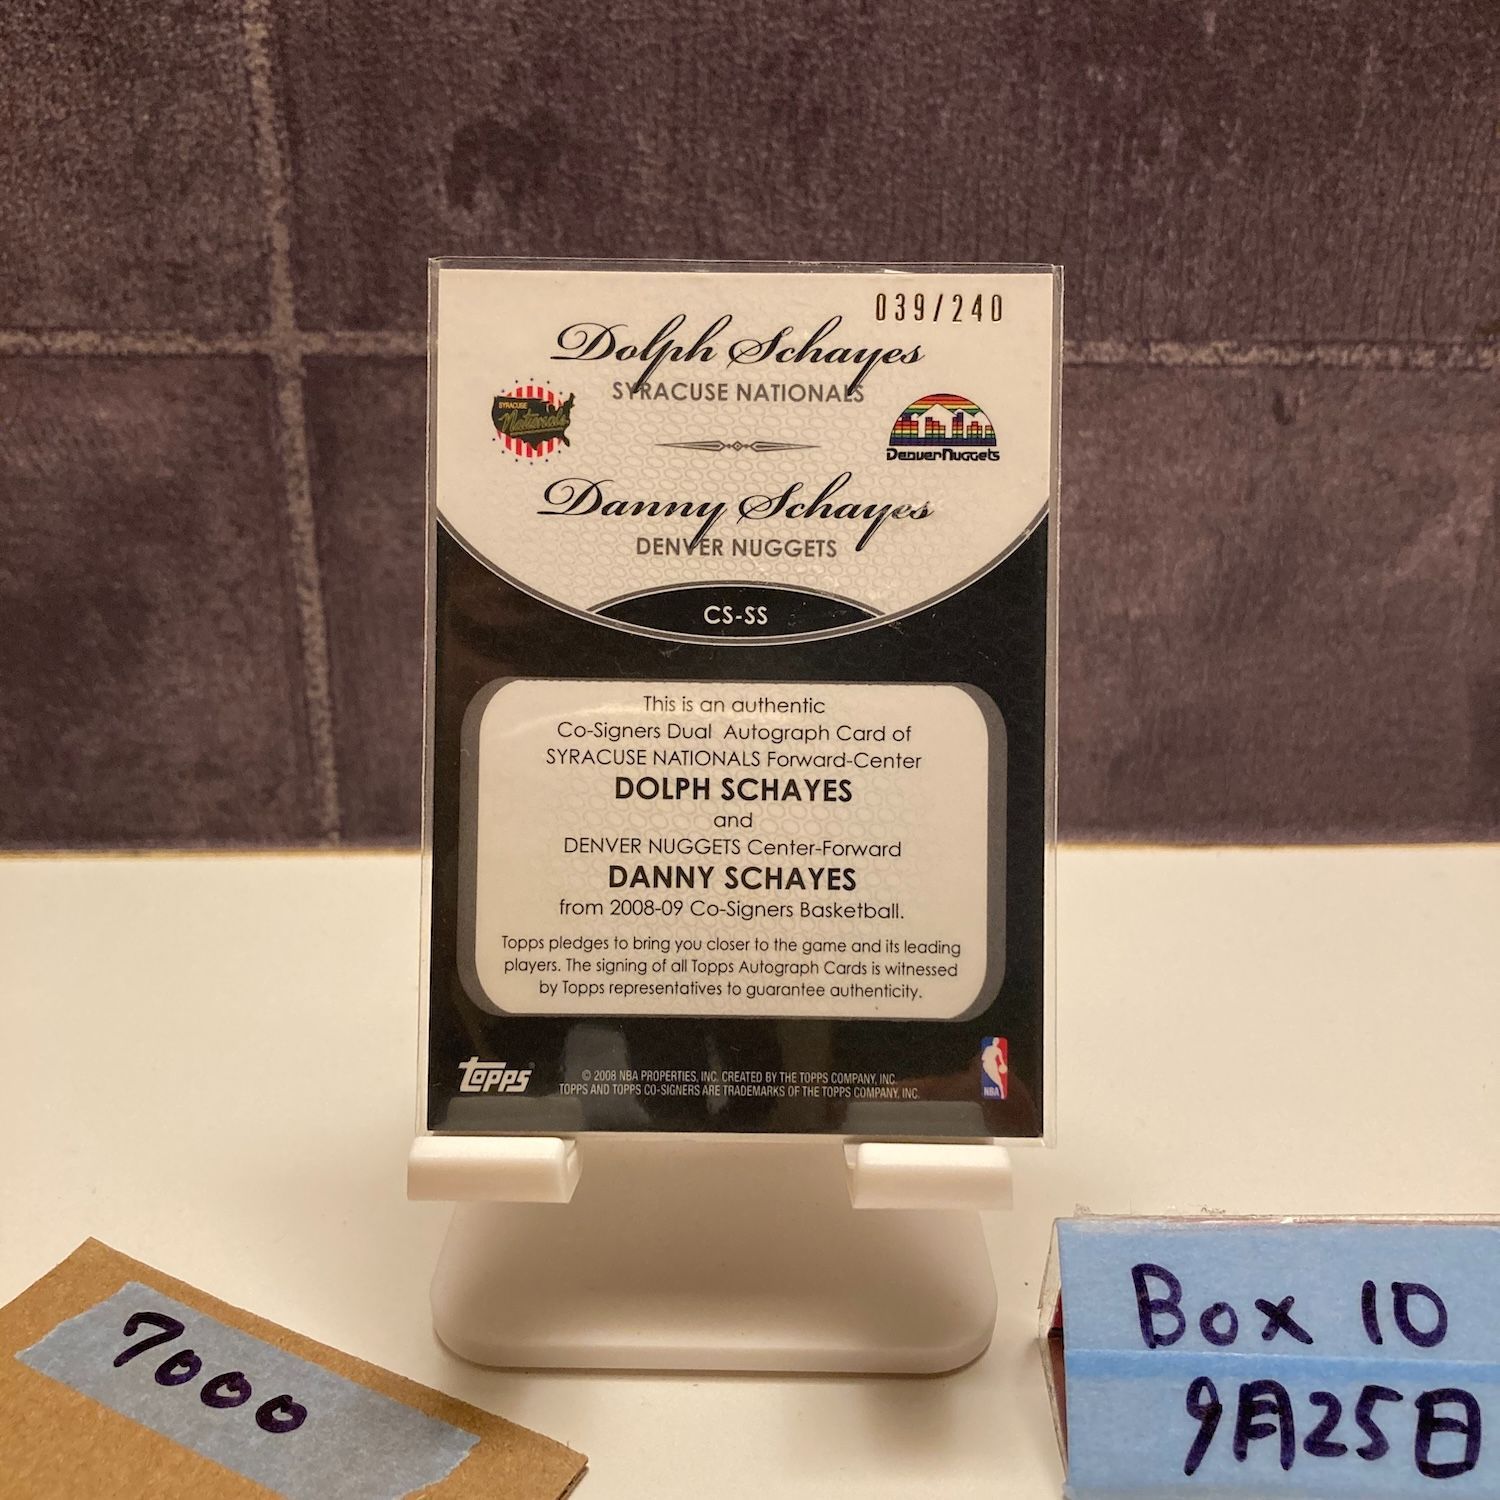 039/240
Dolph Schayes
SYRACUSE NATIONALS
SYRACUSE
Nationals
Denver Nuggets
Danny Schayes
DENVER NUGGETS
CS-SS
This is an authentic
Co-Signers Dual Autograph Card of
SYRACUSE NATIONALS Forward-Center
DOLPH SCHAYES
and
DENVER NUGGETS Center-Forward
DANNY SCHAYES
from 2008-09 Co-Signers Basketball.
Topps pledges to bring you closer to the game and its leading
players. The signing of all Topps Autograph Cards is witnessed
by Topps representatives to guarantee authenticity.
topps
© 2008 NBA PROPERTIES, INC. CREATED BY THE TOPPS COMPANY, INC.
TOPPS AND TOPPS CO-SIGNERS ARE TRADEMARKS OF THE TOPPS COMPANY, INC.
NBA
7000
Box 10
9月25日